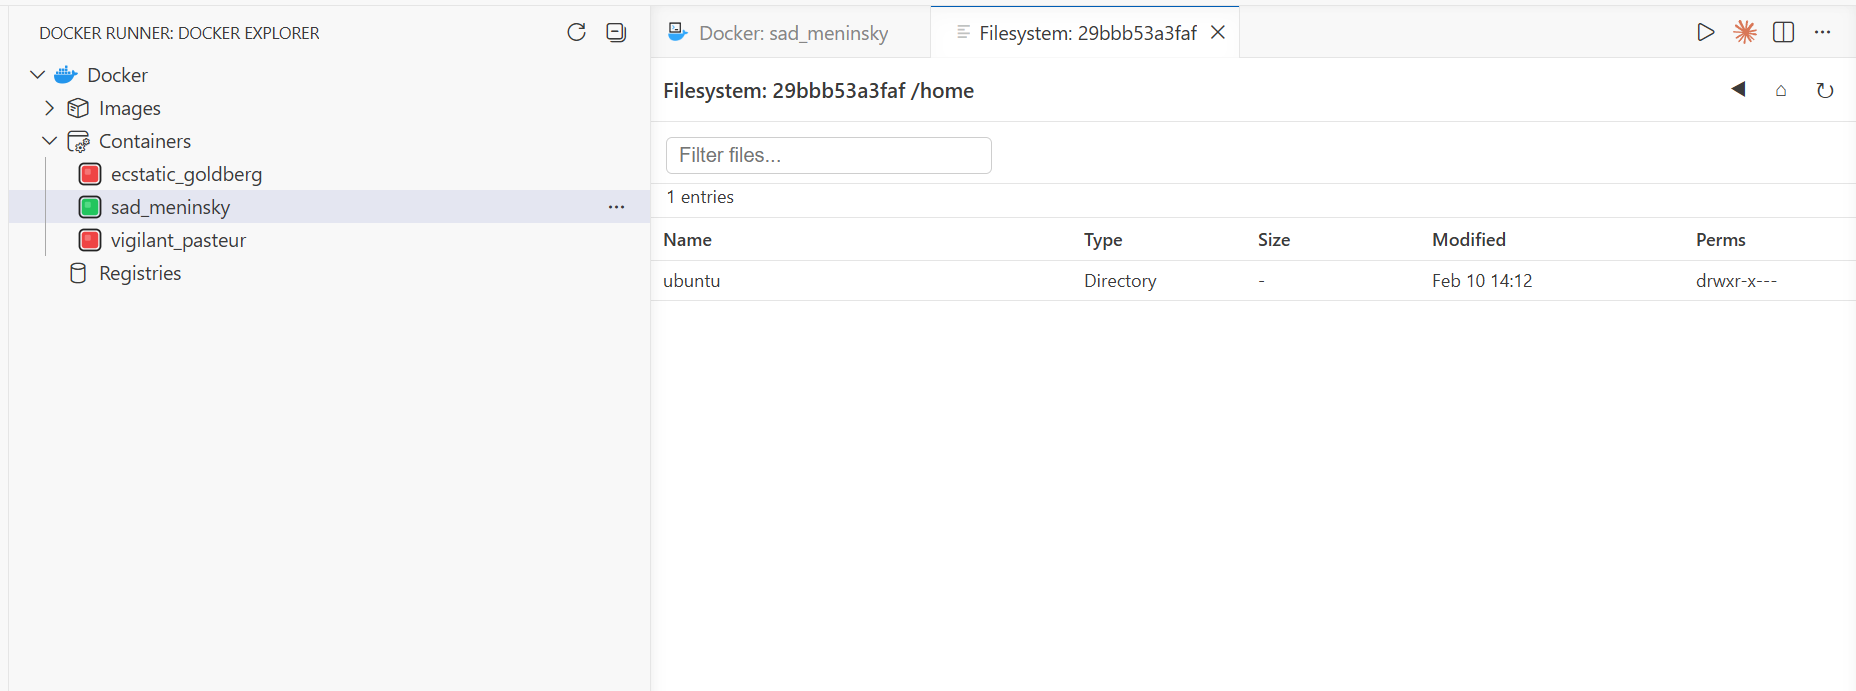 DOCKER RUNNER: DOCKER EXPLORER
Docker
Images
Containers
ecstatic_goldberg
sad_meninsky
vigilant_pasteur
Registries
Docker: sad_meninsky
Filesystem: 29bbb53a3faf
Filesystem: 29bbb53a3faf /home
Filter files...
1 entries
Name Type Size Modified Perms
ubuntu Directory - Feb 10 14:12 drwxr-x---